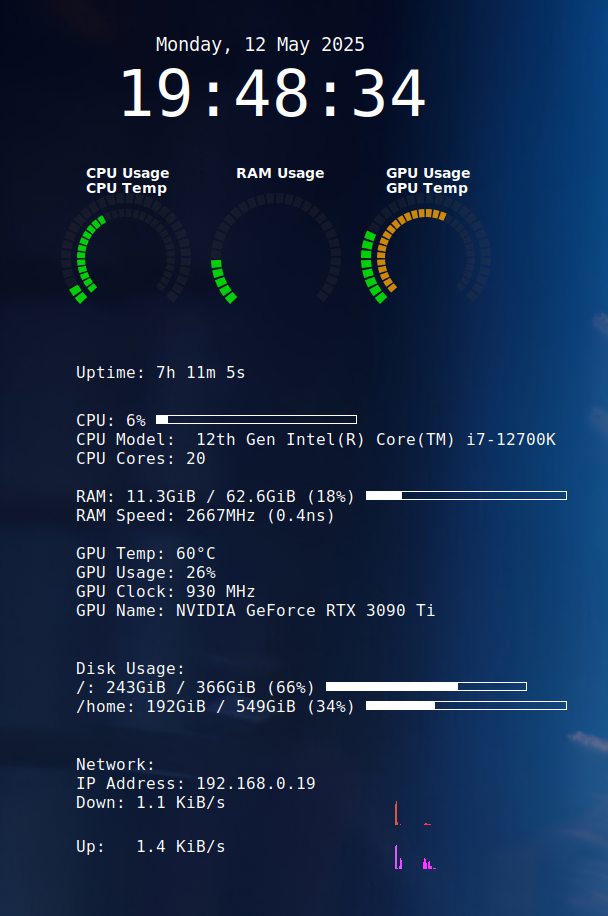 Monday, 12 May 2025
19:48:34
CPU Usage RAM Usage GPU Usage
CPU Temp GPU Temp
Uptime: 7h 11m 5s
CPU: 6%
CPU Model:  12th Gen Intel(R) Core(TM) i7-12700K
CPU Cores: 20
RAM: 11.3GiB / 62.6GiB (18%)
RAM Speed: 2667MHz (0.4ns)
GPU Temp: 60°C
GPU Usage: 26%
GPU Clock: 930 MHz
GPU Name: NVIDIA GeForce RTX 3090 Ti
Disk Usage:
/: 243GiB / 366GiB (66%)
/home: 192GiB / 549GiB (34%)
Network:
IP Address: 192.168.0.19
Down: 1.1 KiB/s
Up:   1.4 KiB/s